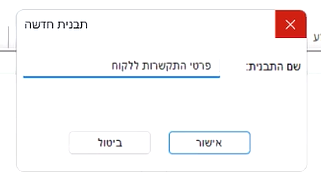 תבנית חדשה
שם התבנית:
פרטי התקשרות ללקוח
אישור
ביטול